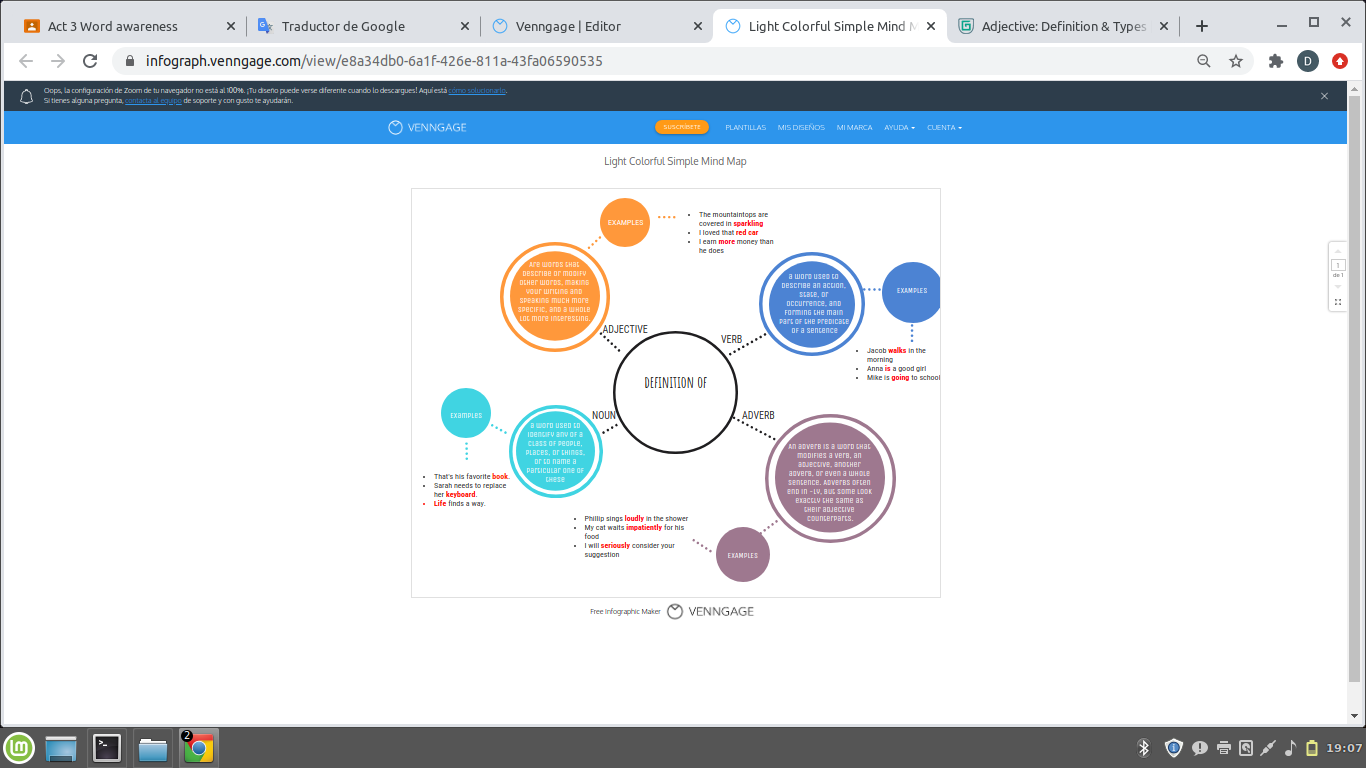 Act 3 Word awareness
Traductor de Google
Venngage | Editor
Light Colorful Simple Mind M
Adjective: Definition & Types
infograph.venngage.com/view/e8a34db0-6a1f-426e-811a-43fa06590535
D
Oops, la configuración de Zoom de tu navegador no está al 100%. ¡Tu diseño puede verse diferente cuando lo descargues! Aquí está cómo solucionarlo.
Si tienes alguna pregunta, contacta al equipo de soporte y con gusto te ayudarán.
VENNGAGE
SUSCRÍBETE
PLANTILLAS
MIS DISEÑOS
MI MARCA
AYUDA
CUENTA
Light Colorful Simple Mind Map
EXAMPLES
• The mountaintops are
covered in sparkling
• I loved that red car
• I earn more money than
he does
Are words that
describe or modify
other words, making
your writing and
speaking much more
specific, and a whole
lot more interesting.
ADJECTIVE
a word used to
describe an action,
state, or
occurrence, and
forming the main
part of the predicate
of a sentence
VERB
EXAMPLES
• Jacob walks in the
morning
• Anna is a good girl
• Mike is going to school
1
de 1
DEFINITION OF
Examples
NOUN
a word used to
identify any of a
class of people,
places, or things,
or to name a
particular one of
these
• That's his favorite book.
• Sarah needs to replace
her keyboard.
• Life finds a way.
ADVERB
An adverb is a word that
modifies a verb, an
adjective, another
adverb, or even a whole
sentence. Adverbs often
end in -ly, but some look
exactly the same as
their adjective
counterparts.
• Phillip sings loudly in the shower
• My cat waits impatiently for his
food
• I will seriously consider your
suggestion
EXAMPLES
Free Infographic Maker
VENNGAGE
2
19:07